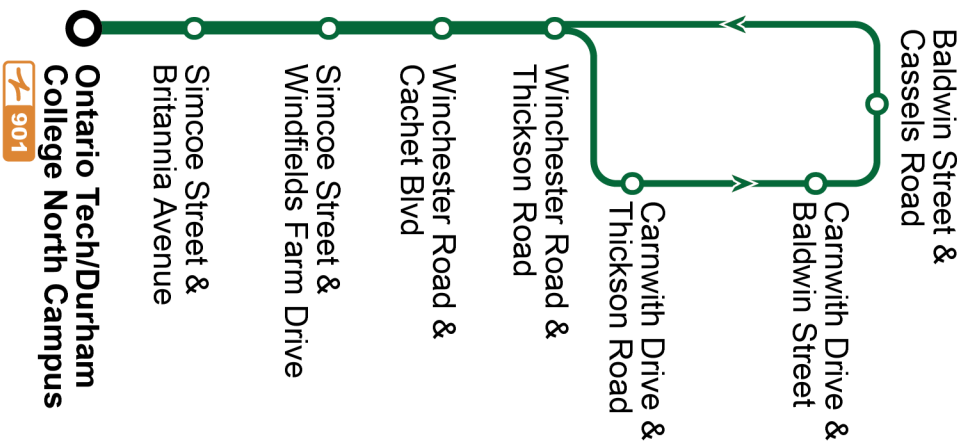 Ontario Tech/Durham
College North Campus
901
Simcoe Street &
Britannia Avenue
Simcoe Street &
Windfields Farm Drive
Winchester Road &
Cachet Blvd
Winchester Road &
Thickson Road
Carnwith Drive &
Thickson Road
Carnwith Drive &
Baldwin Street
Baldwin Street &
Cassels Road